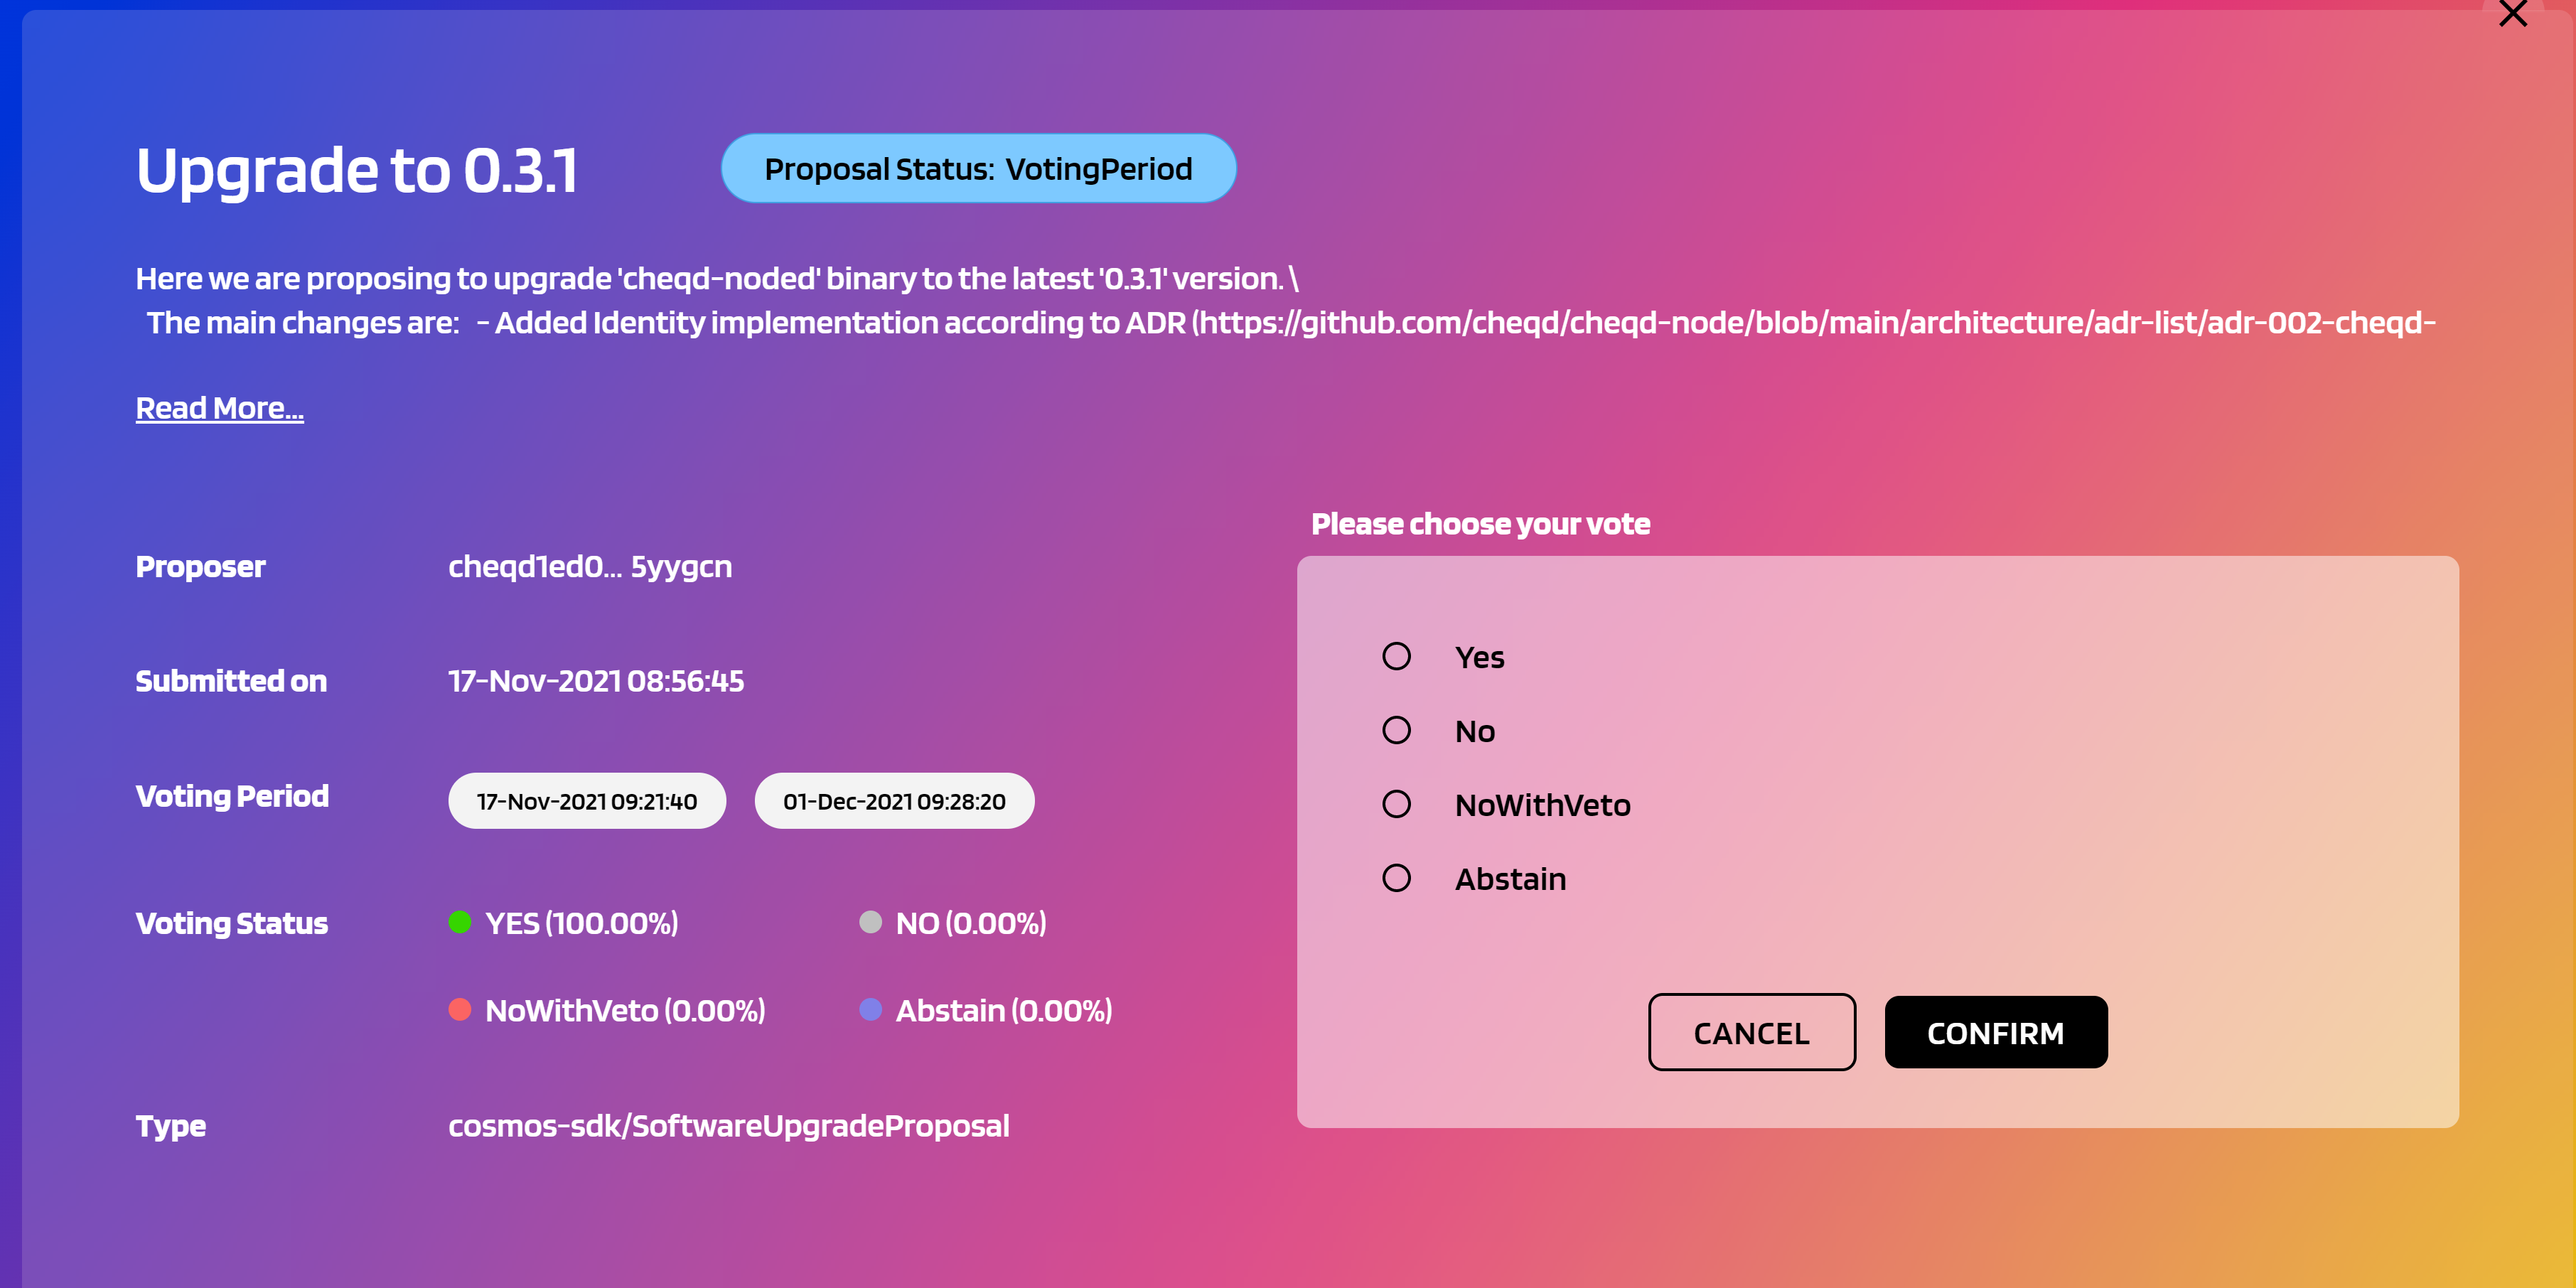 Upgrade to 0.3.1
Proposal Status: VotingPeriod
Here we are proposing to upgrade 'cheqd-noded' binary to the latest '0.3.1' version. \
The main changes are: - Added Identity implementation according to ADR (https://github.com/cheqd/cheqd-node/blob/main/architecture/adr-list/adr-002-cheqd-
Read More...
Proposer
cheqd1ed0... 5yygcn
Submitted on
17-Nov-2021 08:56:45
Voting Period
17-Nov-2021 09:21:40
01-Dec-2021 09:28:20
Voting Status
YES (100.00%)
NO (0.00%)
NoWithVeto (0.00%)
Abstain (0.00%)
Type
cosmos-sdk/SoftwareUpgradeProposal
Please choose your vote
Yes
No
NoWithVeto
Abstain
CANCEL
CONFIRM